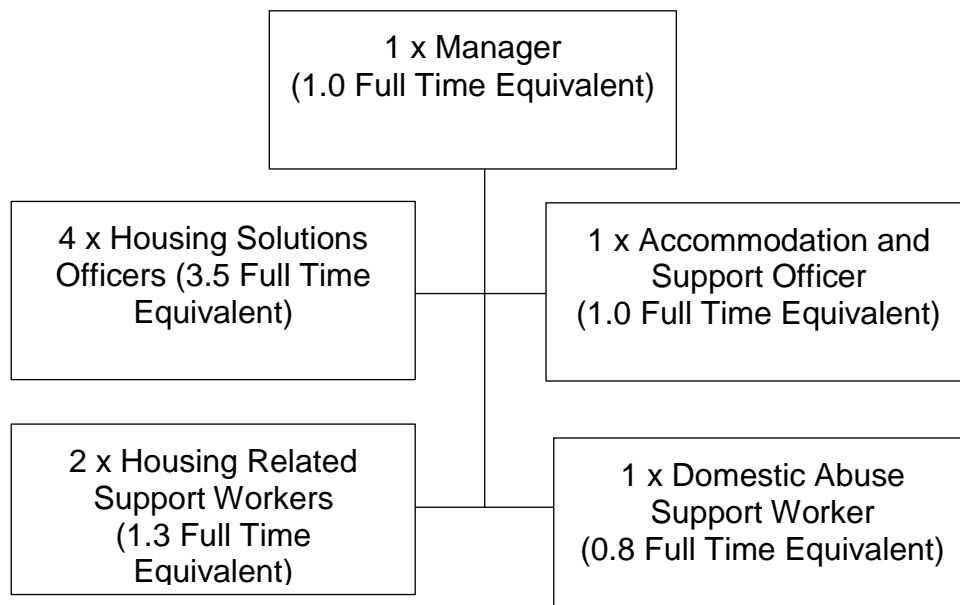 1 x Manager
(1.0 Full Time Equivalent)
4 x Housing Solutions
Officers (3.5 Full Time
Equivalent)
1 x Accommodation and
Support Officer
(1.0 Full Time Equivalent)
2 x Housing Related
Support Workers
(1.3 Full Time
Equivalent)
1 x Domestic Abuse
Support Worker
(0.8 Full Time Equivalent)